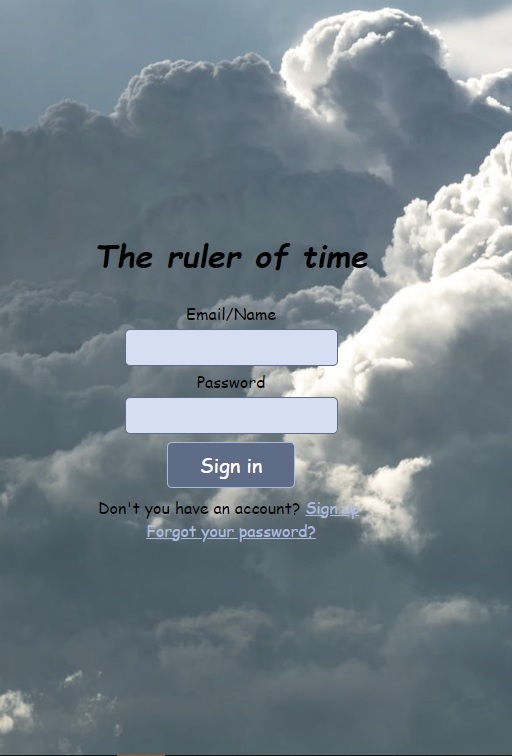 The ruler of time
Email/Name
Password
Sign in
Don't you have an account? Sign up
Forgot your password?